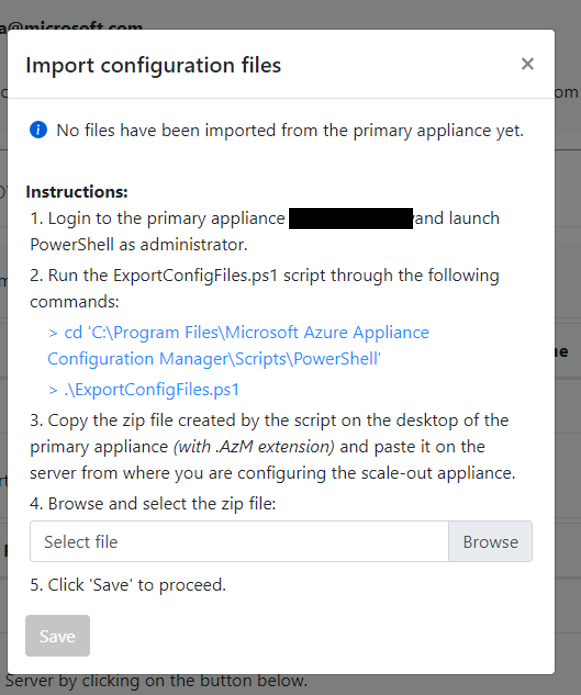 a@microsoft.com
Import configuration files
×
om
No files have been imported from the primary appliance yet.
Instructions:
1. Login to the primary appliance and launch
PowerShell as administrator.
2. Run the ExportConfigFiles.ps1 script through the following
commands:
> cd 'C:\Program Files\Microsoft Azure Appliance
Configuration Manager\Scripts\PowerShell'
> .\ExportConfigFiles.ps1
3. Copy the zip file created by the script on the desktop of the
primary appliance (with .AzM extension) and paste it on the
server from where you are configuring the scale-out appliance.
4. Browse and select the zip file:
Select file Browse
5. Click 'Save' to proceed.
Save
Server by clicking on the button below.